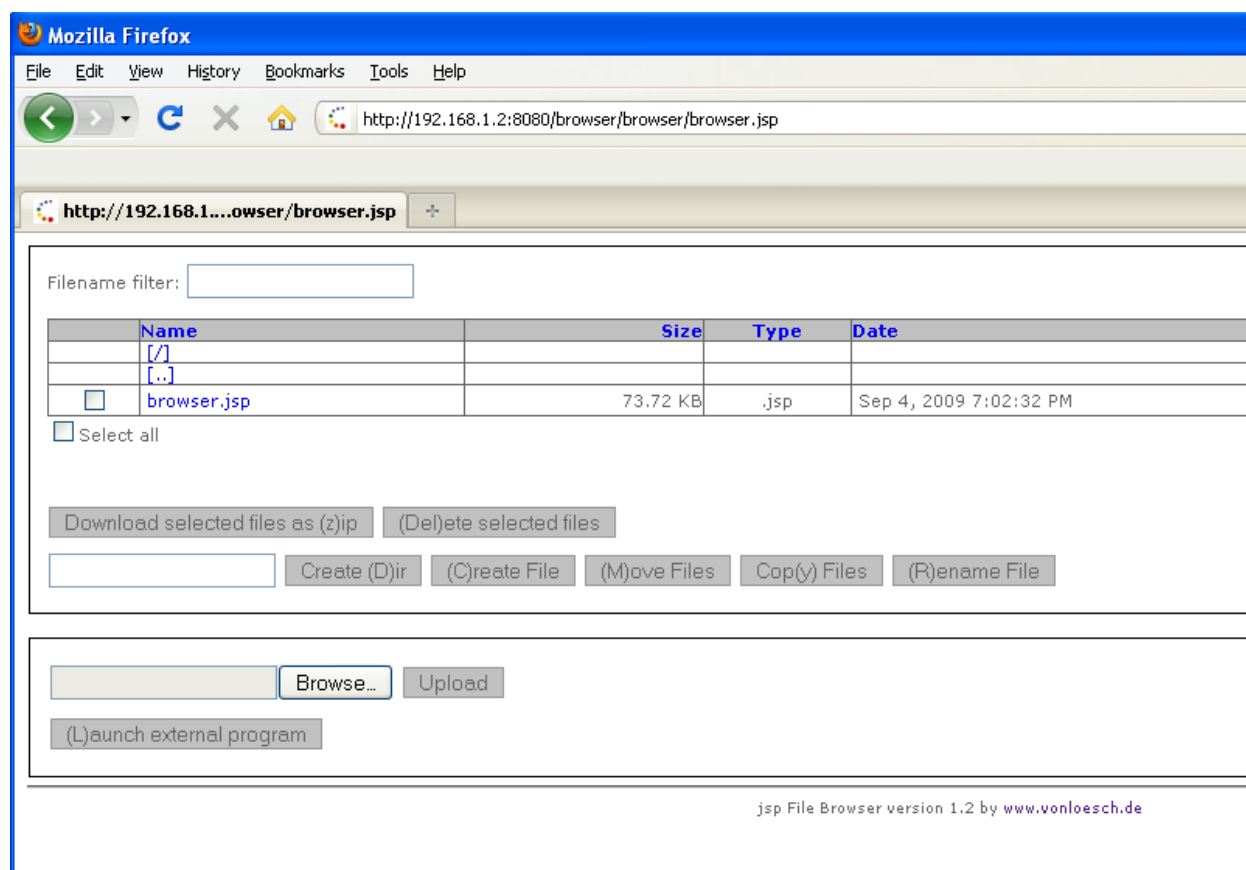 Mozilla Firefox
File Edit View History Bookmarks Tools Help
http://192.168.1.2:8080/browser/browser/browser.jsp
http://192.168.1....owser/browser.jsp
Filename filter:
Name Size Type Date
[/]
[..]
browser.jsp 73.72 KB .jsp Sep 4, 2009 7:02:32 PM
Select all
Download selected files as (z)ip (Del)ete selected files
Create (D)ir (C)reate File (M)ove Files Cop(y) Files (R)ename File
Browse... Upload
(L)aunch external program
jsp File Browser version 1.2 by www.vonloesch.de